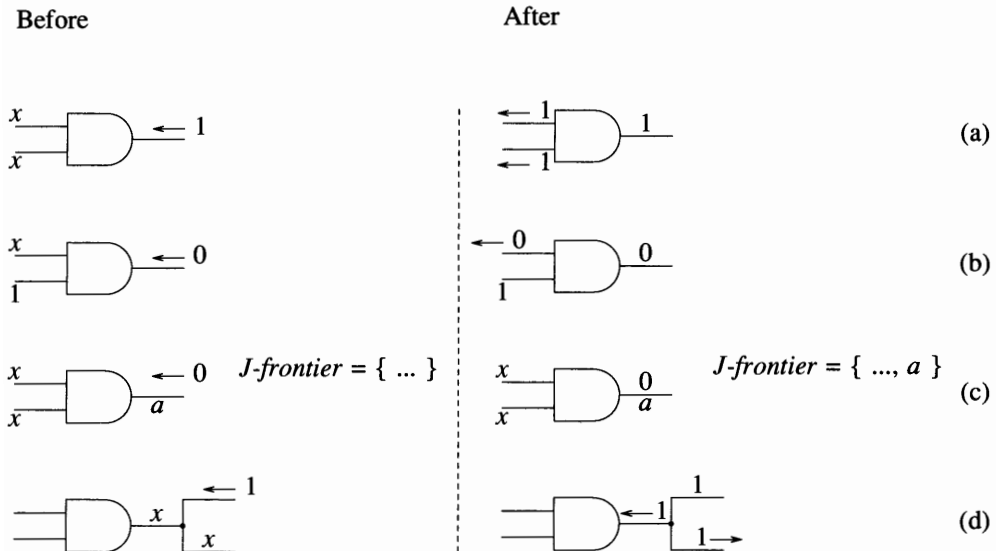 Before After
x ← 1 ← 1 1 (a)
x ← 1
x ← 0 ← 0 0 (b)
1 1
x ← 0 J-frontier = { ... } x 0 J-frontier = { ..., a } (c)
x a x a
← 1 1
x ← 1 (d)
x 1 →